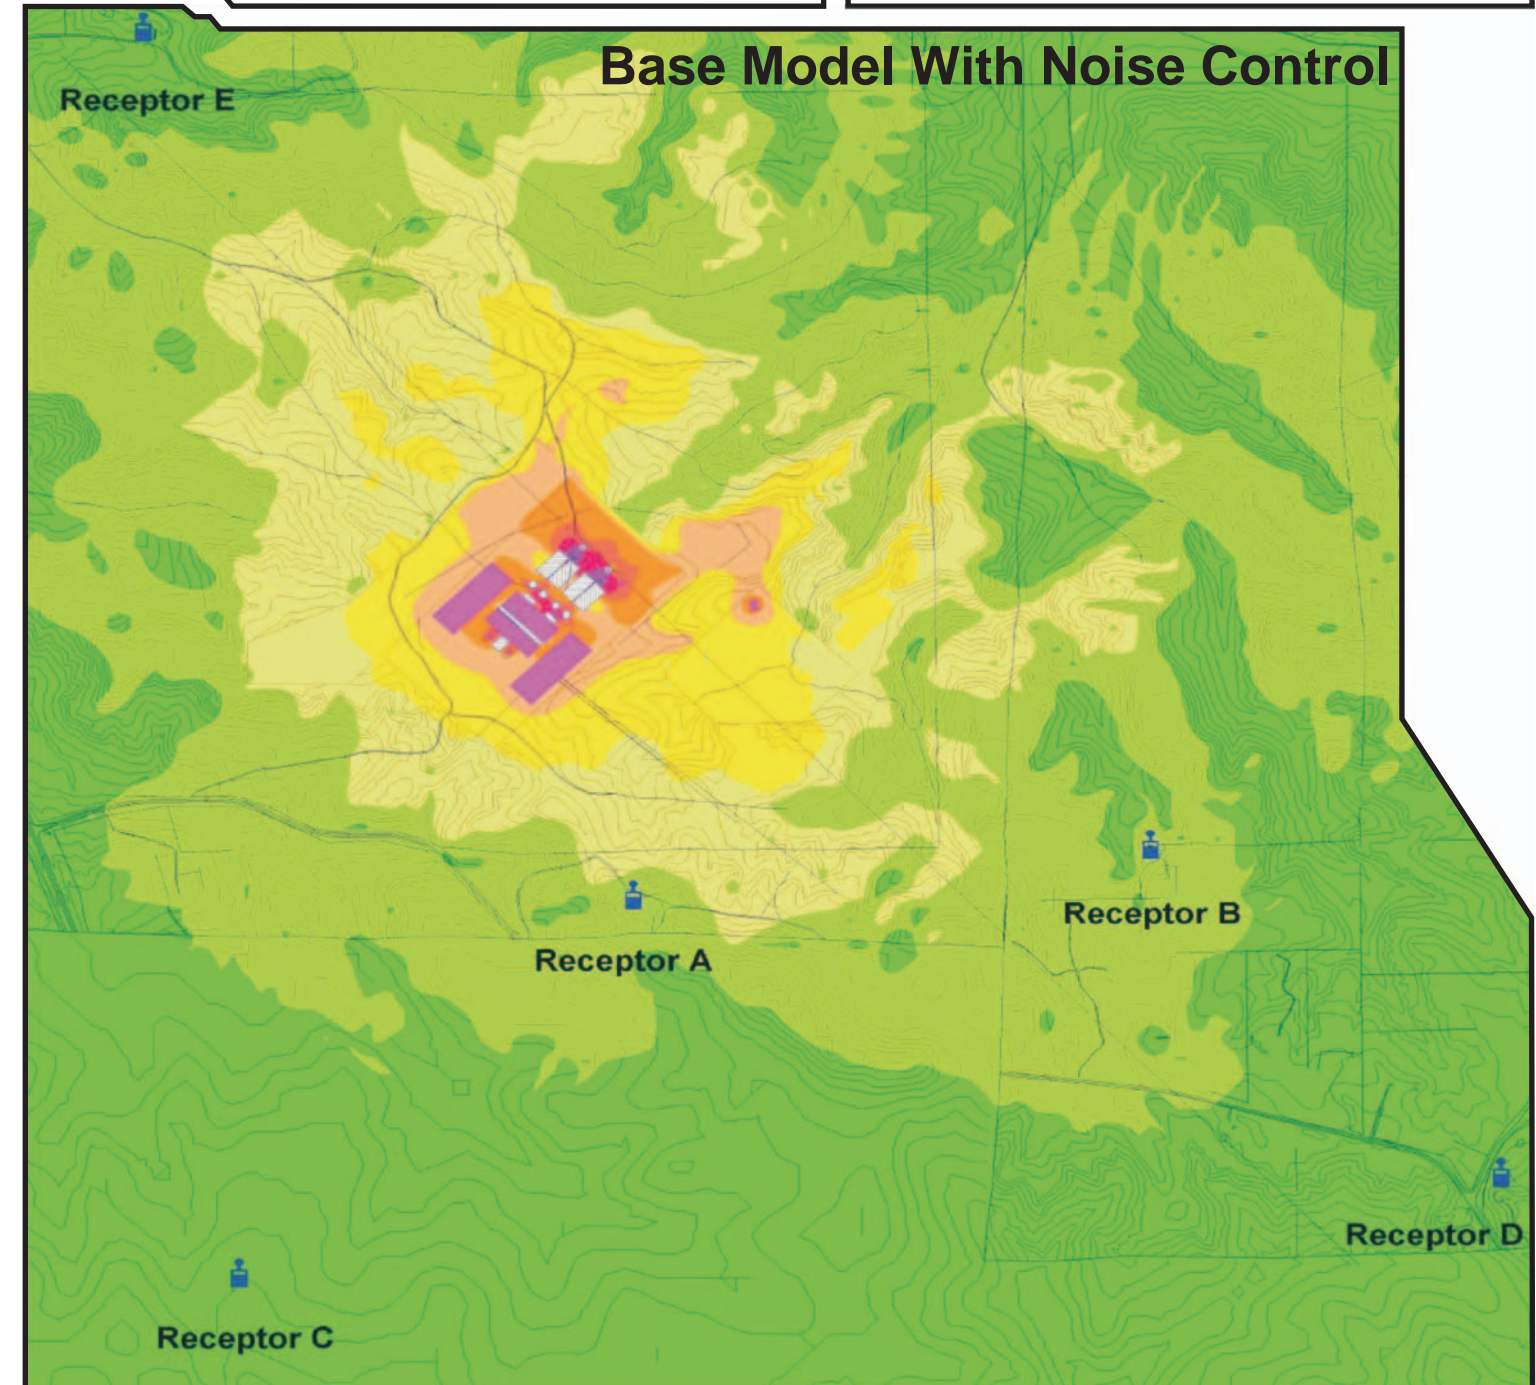 Base Model With Noise Control
Receptor E
Receptor B
Receptor A
Receptor D
Receptor C